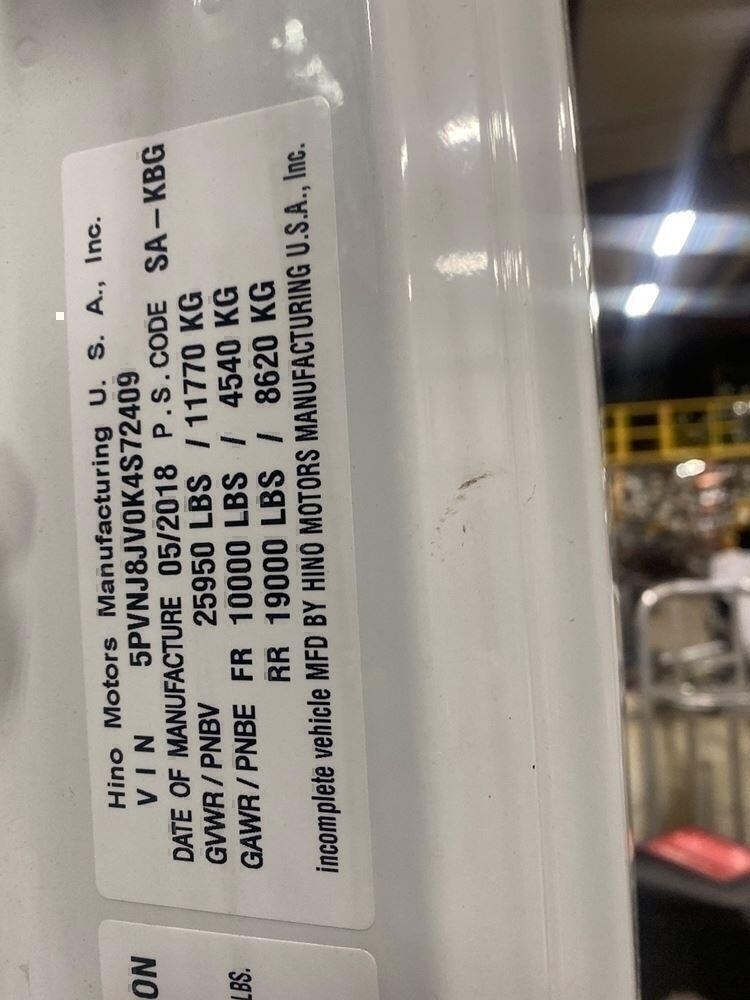 Hino Motors Manufacturing U. S. A., Inc.
V I N 5PVNJ8JV0K4S72409
DATE OF MANUFACTURE 05/2018 P.S.CODE SA-KBG
GVWR/PNBV 25950 LBS / 11770 KG
GAWR/PNBE FR 10000 LBS / 4540 KG
RR 19000 LBS / 8620 KG
incomplete vehicle MFD BY HINO MOTORS MANUFACTURING U.S.A., Inc.
ON
LBS.